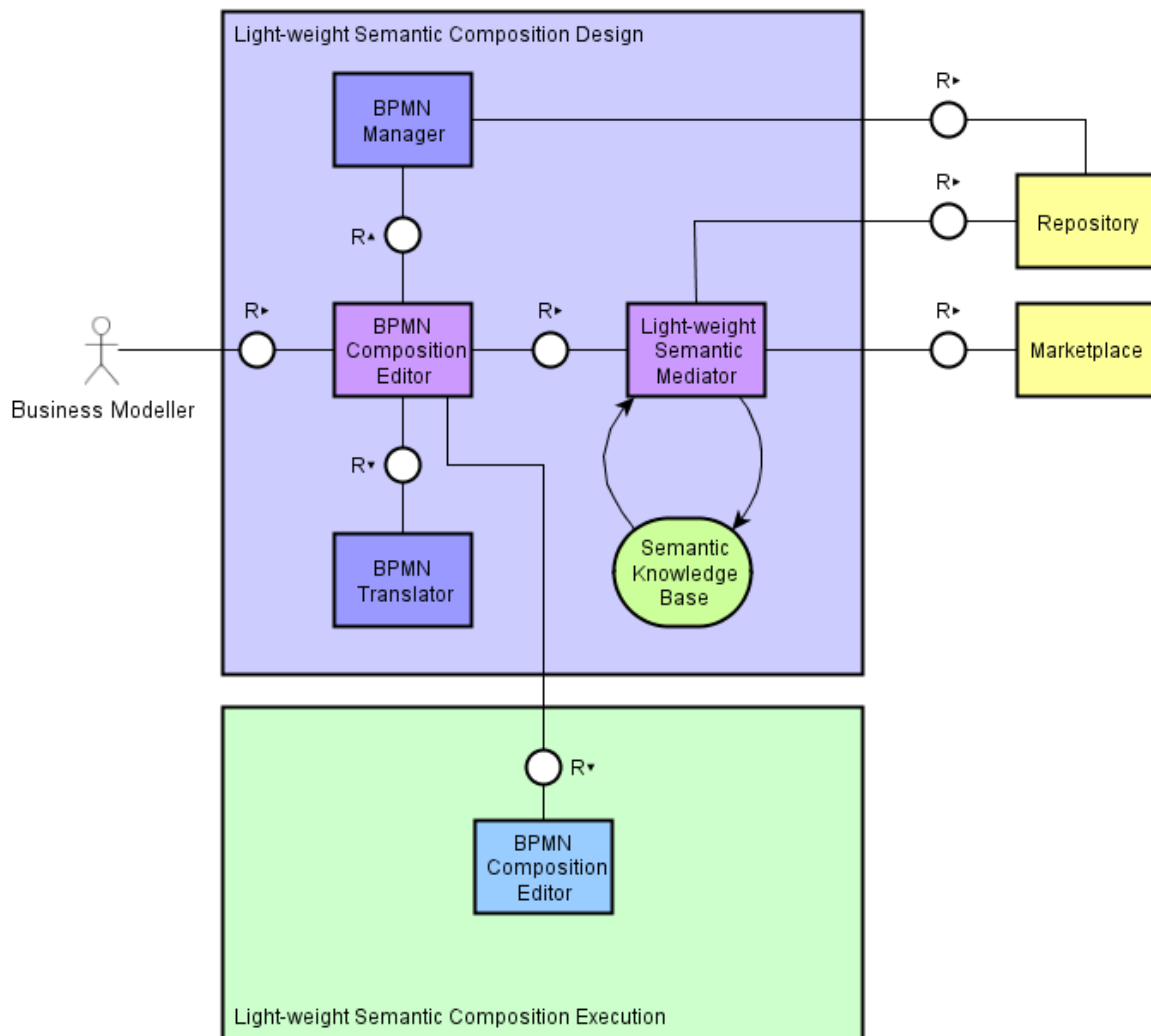 Light-weight Semantic Composition Design
BPMN
Manager
R▸
R▸
Repository
R▴
R▸
BPMN
Composition
Editor
R▸
Light-weight
Semantic
Mediator
R▸
Marketplace
Business Modeller
R▾
BPMN
Translator
Semantic
Knowledge
Base
R▾
BPMN
Composition
Editor
Light-weight Semantic Composition Execution